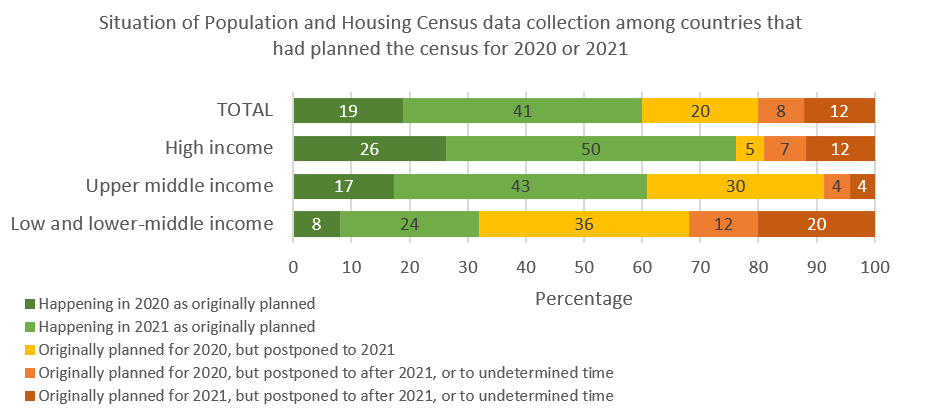 Situation of Population and Housing Census data collection among countries that
had planned the census for 2020 or 2021
TOTAL 19 41 20 8 12
High income 26 50 5 7 12
Upper middle income 17 43 30 4 4
Low and lower-middle income 8 24 36 12 20
0 10 20 30 40 50 60 70 80 90 100
Percentage
Happening in 2020 as originally planned
Happening in 2021 as originally planned
Originally planned for 2020, but postponed to 2021
Originally planned for 2020, but postponed to after 2021, or to undetermined time
Originally planned for 2021, but postponed to after 2021, or to undetermined time